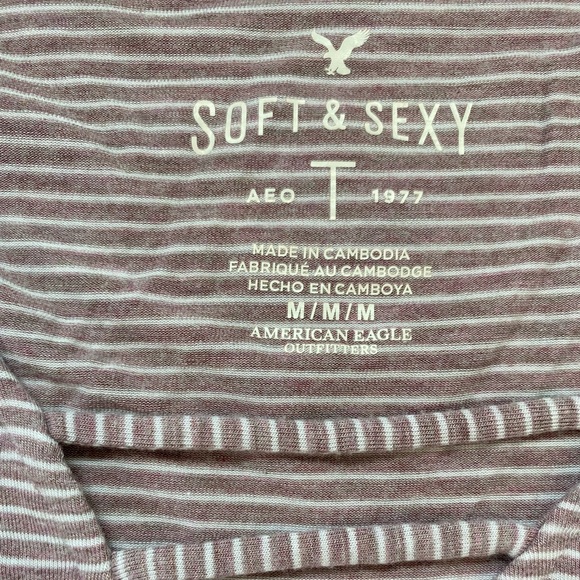 SOFT & SEXY
AEO T 1977
MADE IN CAMBODIA
FABRIQUÉ AU CAMBODGE
HECHO EN CAMBOYA
M/M/M
AMERICAN EAGLE
OUTFITTERS